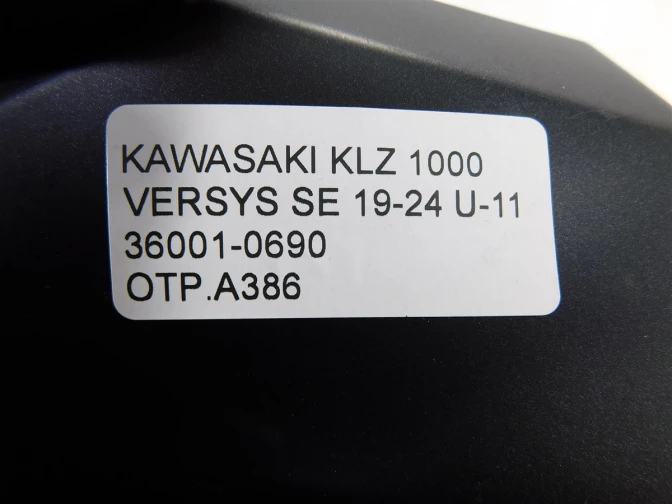 KAWASAKI KLZ 1000
VERSYS SE 19-24 U-11
36001-0690
OTP.A386